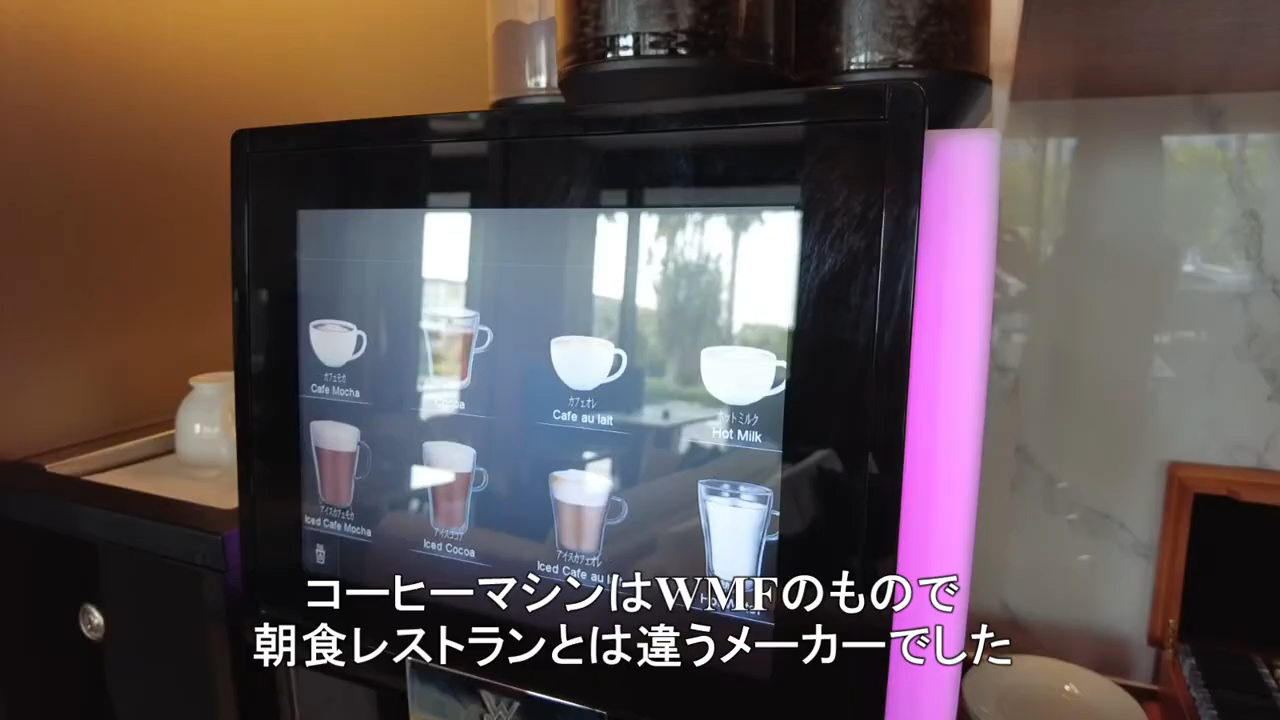 カフェモカ
Cafe Mocha
Cocoa
カフェオレ
Cafe au lait
ホットミルク
Hot Milk
アイスカフェモカ
Iced Cafe Mocha
アイスココア
Iced Cocoa
アイスカフェオレ
Iced Cafe au
コーヒーマシンはWMFのもので
朝食レストランとは違うメーカーでした